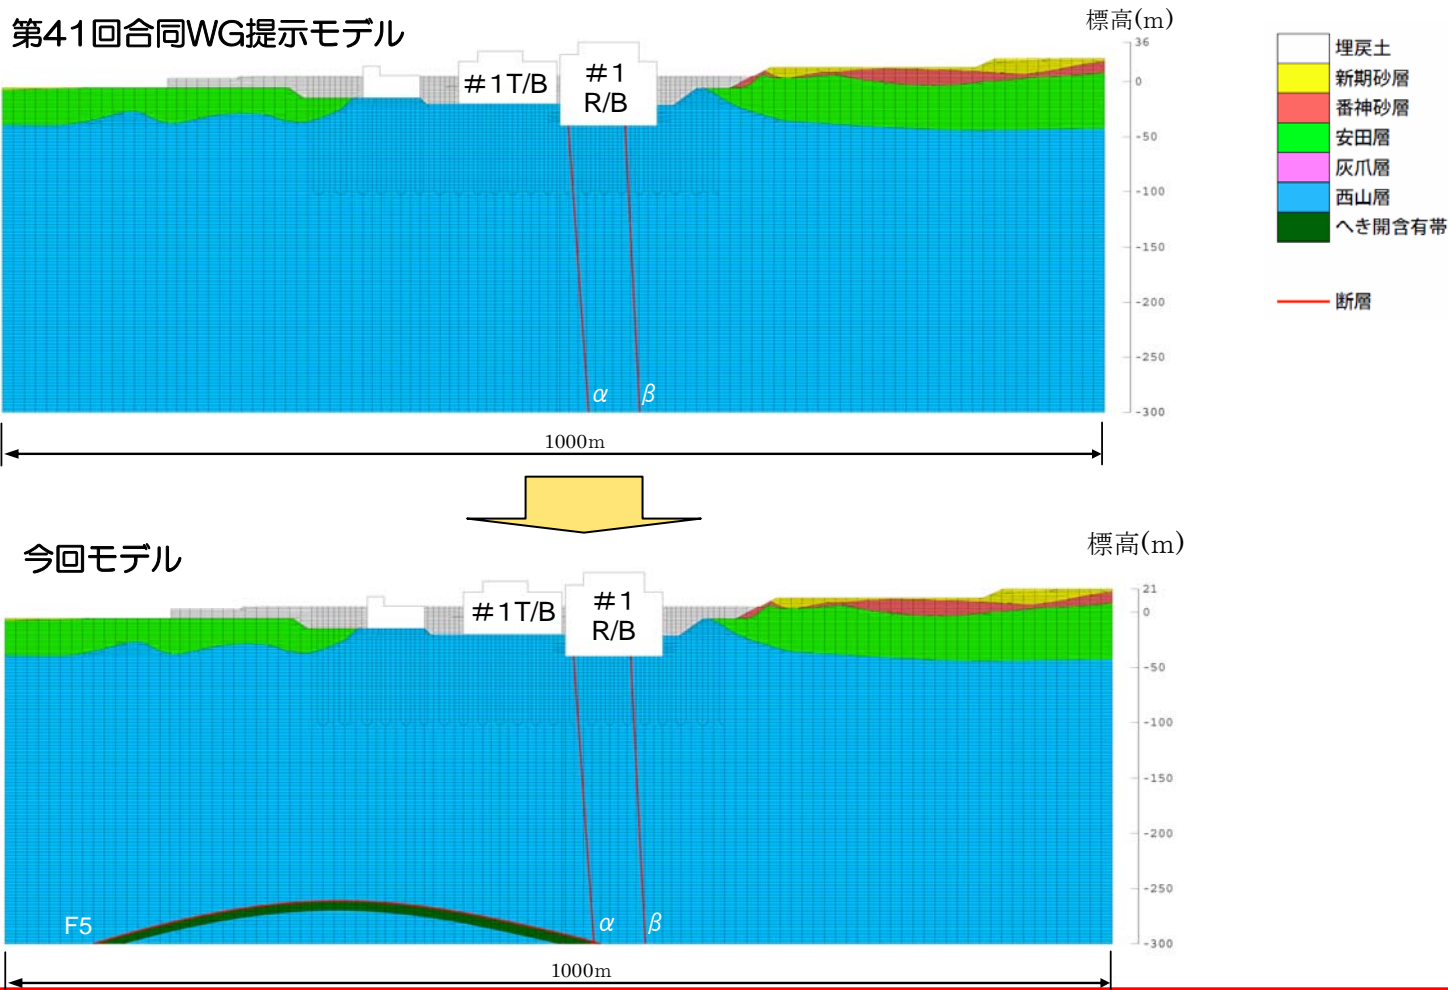 第41回合同WG提示モデル
標高(m)
36
0
-50
-100
-150
-200
-250
-300
#1T/B
#1
R/B
α
β
1000m
埋戻土
新期砂層
番神砂層
安田層
灰爪層
西山層
へき開含有帯
断層
今回モデル
標高(m)
21
0
-50
-100
-150
-200
-250
-300
#1T/B
#1
R/B
F5
α
β
1000m